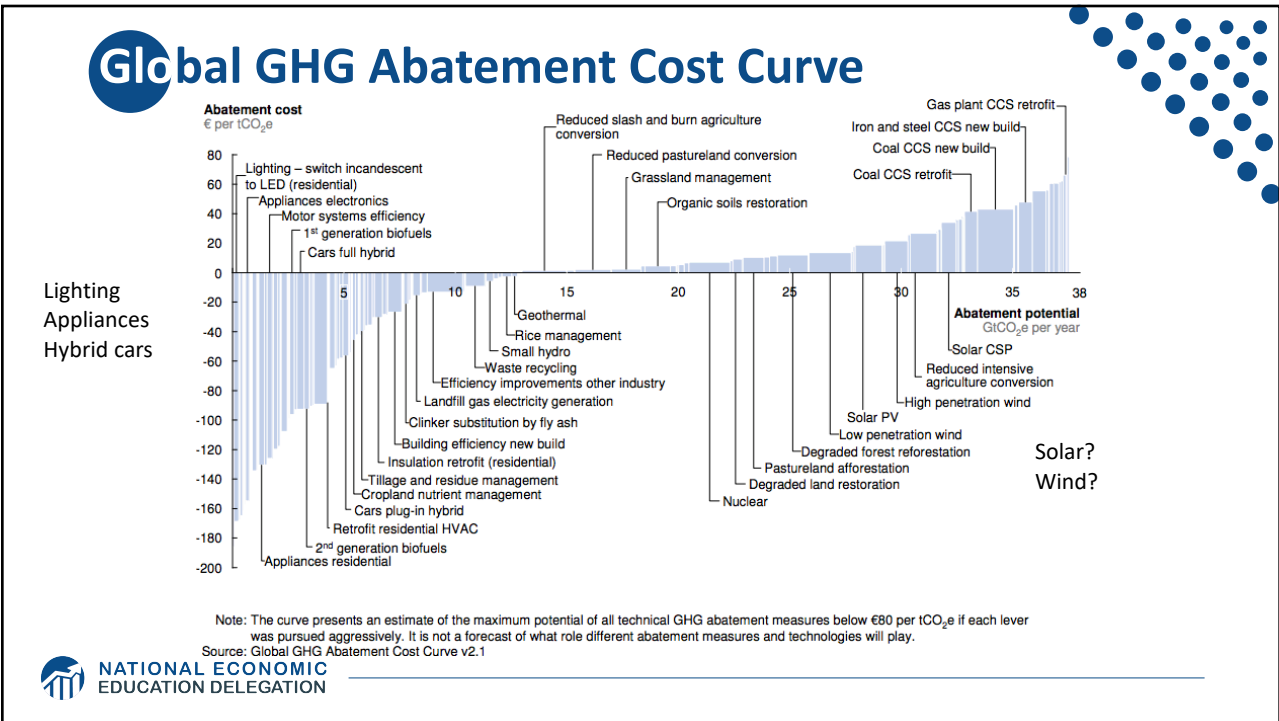 Global GHG Abatement Cost Curve
Abatement cost
€ per tCO2e
80
60
40
20
0
-20
-40
-60
-80
-100
-120
-140
-160
-180
-200
Lighting – switch incandescent
to LED (residential)
Appliances electronics
Motor systems efficiency
1st generation biofuels
Cars full hybrid
Reduced slash and burn agriculture
conversion
Reduced pastureland conversion
Grassland management
Organic soils restoration
Gas plant CCS retrofit
Iron and steel CCS new build
Coal CCS new build
Coal CCS retrofit
5
10
15
20
25
30
35
38
Abatement potential
GtCO2e per year
Lighting
Appliances
Hybrid cars
Geothermal
Rice management
Small hydro
Waste recycling
Efficiency improvements other industry
Landfill gas electricity generation
Clinker substitution by fly ash
Building efficiency new build
Insulation retrofit (residential)
Tillage and residue management
Cropland nutrient management
Cars plug-in hybrid
Retrofit residential HVAC
2nd generation biofuels
Appliances residential
Solar CSP
Reduced intensive
agriculture conversion
High penetration wind
Solar PV
Low penetration wind
Degraded forest reforestation
Pastureland afforestation
Degraded land restoration
Nuclear
Solar?
Wind?
Note: The curve presents an estimate of the maximum potential of all technical GHG abatement measures below €80 per tCO2e if each lever
was pursued aggressively. It is not a forecast of what role different abatement measures and technologies will play.
Source: Global GHG Abatement Cost Curve v2.1
NATIONAL ECONOMIC
EDUCATION DELEGATION